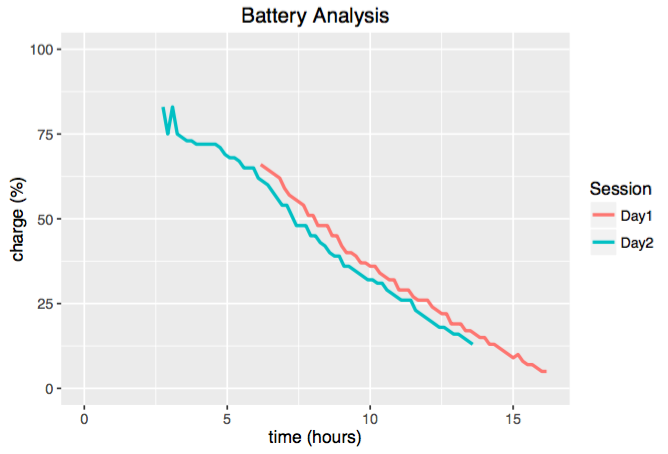 Battery Analysis
100
75
50
25
0
charge (%)
0 5 10 15
time (hours)
Session
Day1
Day2